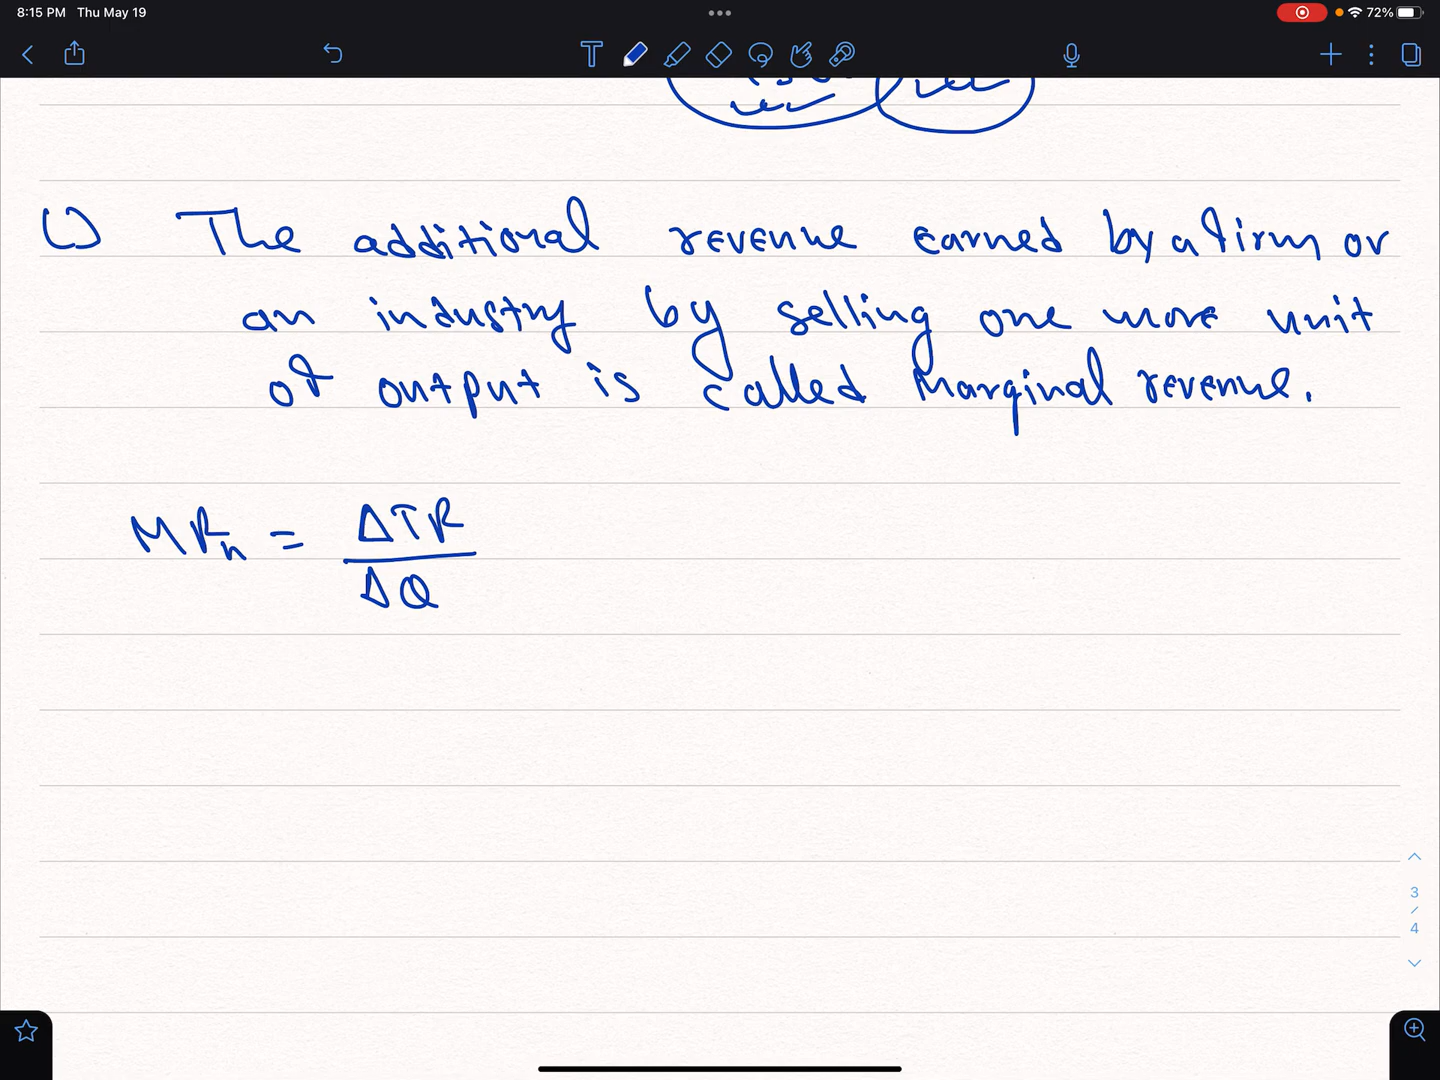 8:15 PM Thu May 19
72%
The additional revenue earned by a firm or
an industry by selling one more unit
of output is called marginal revenue.
MRn = ΔTR
ΔQ
3
/
4